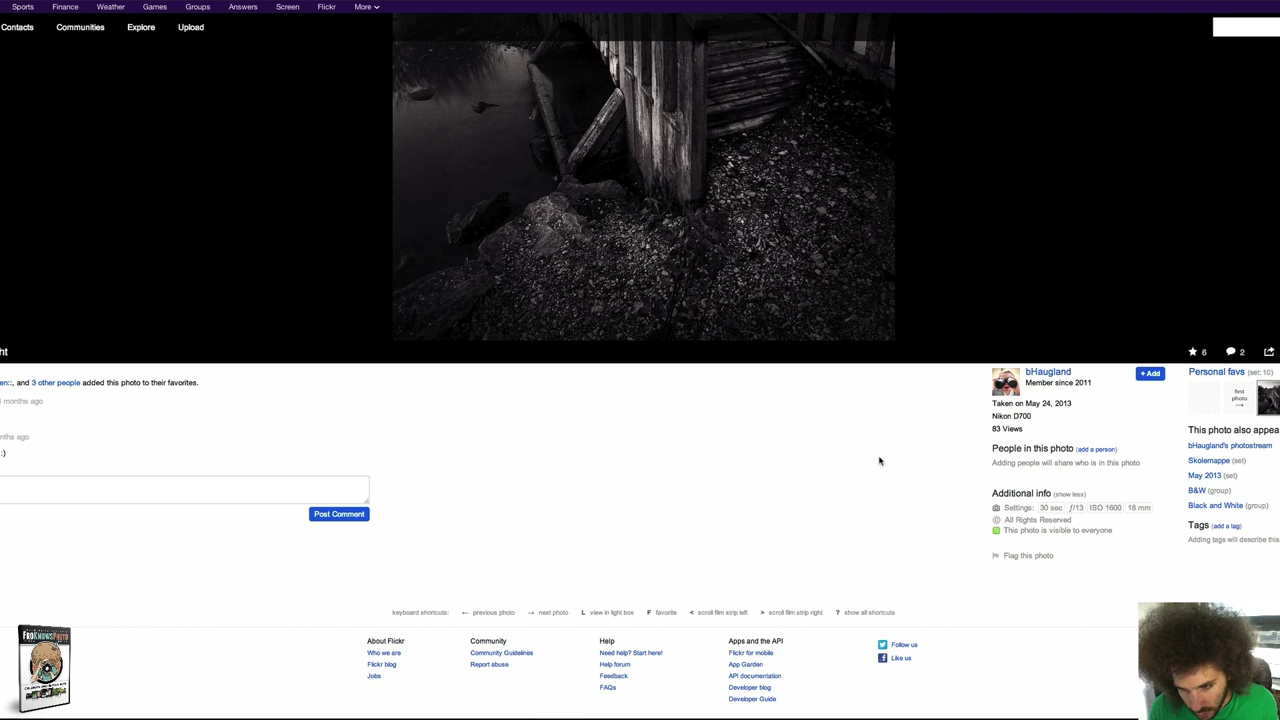 Sports Finance Weather Games Groups Answers Screen Flickr More
Contacts Communities Explore Upload
ht
6 2
en::, and 3 other people added this photo to their favorites.
months ago
nths ago
:)
Post Comment
bHaugland
Member since 2011
+ Add
Taken on May 24, 2013
Nikon D700
83 Views
People in this photo (add a person)
Adding people will share who is in this photo
Additional info (show less)
Settings: 30 sec ƒ/13 ISO 1600 18 mm
© All Rights Reserved
This photo is visible to everyone
Flag this photo
Personal favs (set: 10)
first
photo
→
This photo also appea
bHaugland's photostream
Skolemappe (set)
May 2013 (set)
B&W (group)
Black and White (group)
Tags (add a tag)
Adding tags will describe this
keyboard shortcuts: ← previous photo → next photo L view in light box F favorite < scroll film strip left > scroll film strip right ? show all shortcuts
FROKNOWSPHOTO
About Flickr
Who we are
Flickr blog
Jobs
Community
Community Guidelines
Report abuse
Help
Need help? Start here!
Help forum
Feedback
FAQs
Apps and the API
Flickr for mobile
App Garden
API documentation
Developer blog
Developer Guide
Follow us
Like us